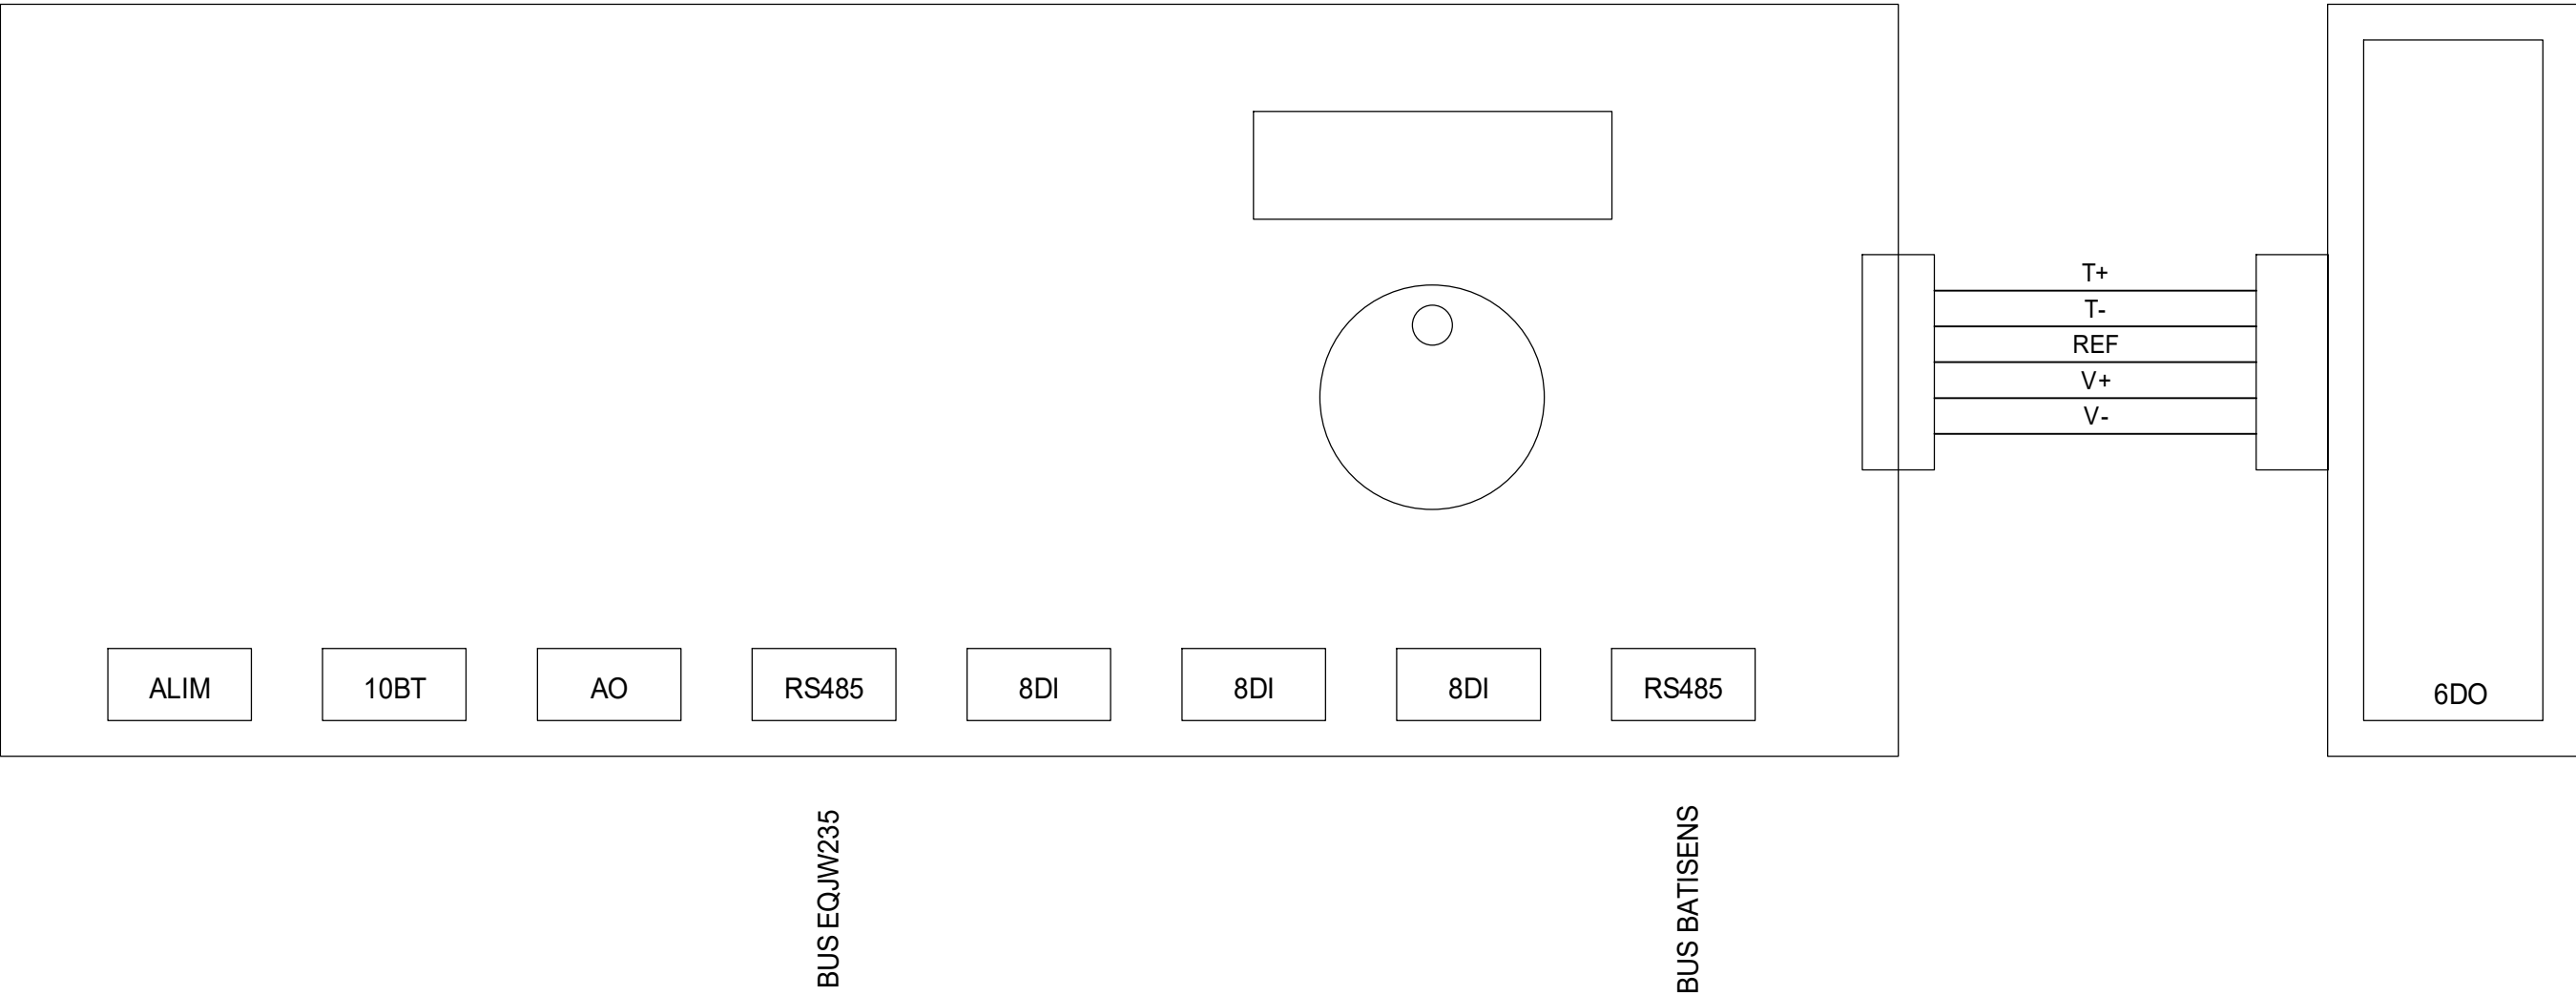 T+
T-
REF
V+
V-
ALIM
10BT
AO
RS485
8DI
8DI
8DI
RS485
6DO
BUS EQJW235
BUS BATISENS